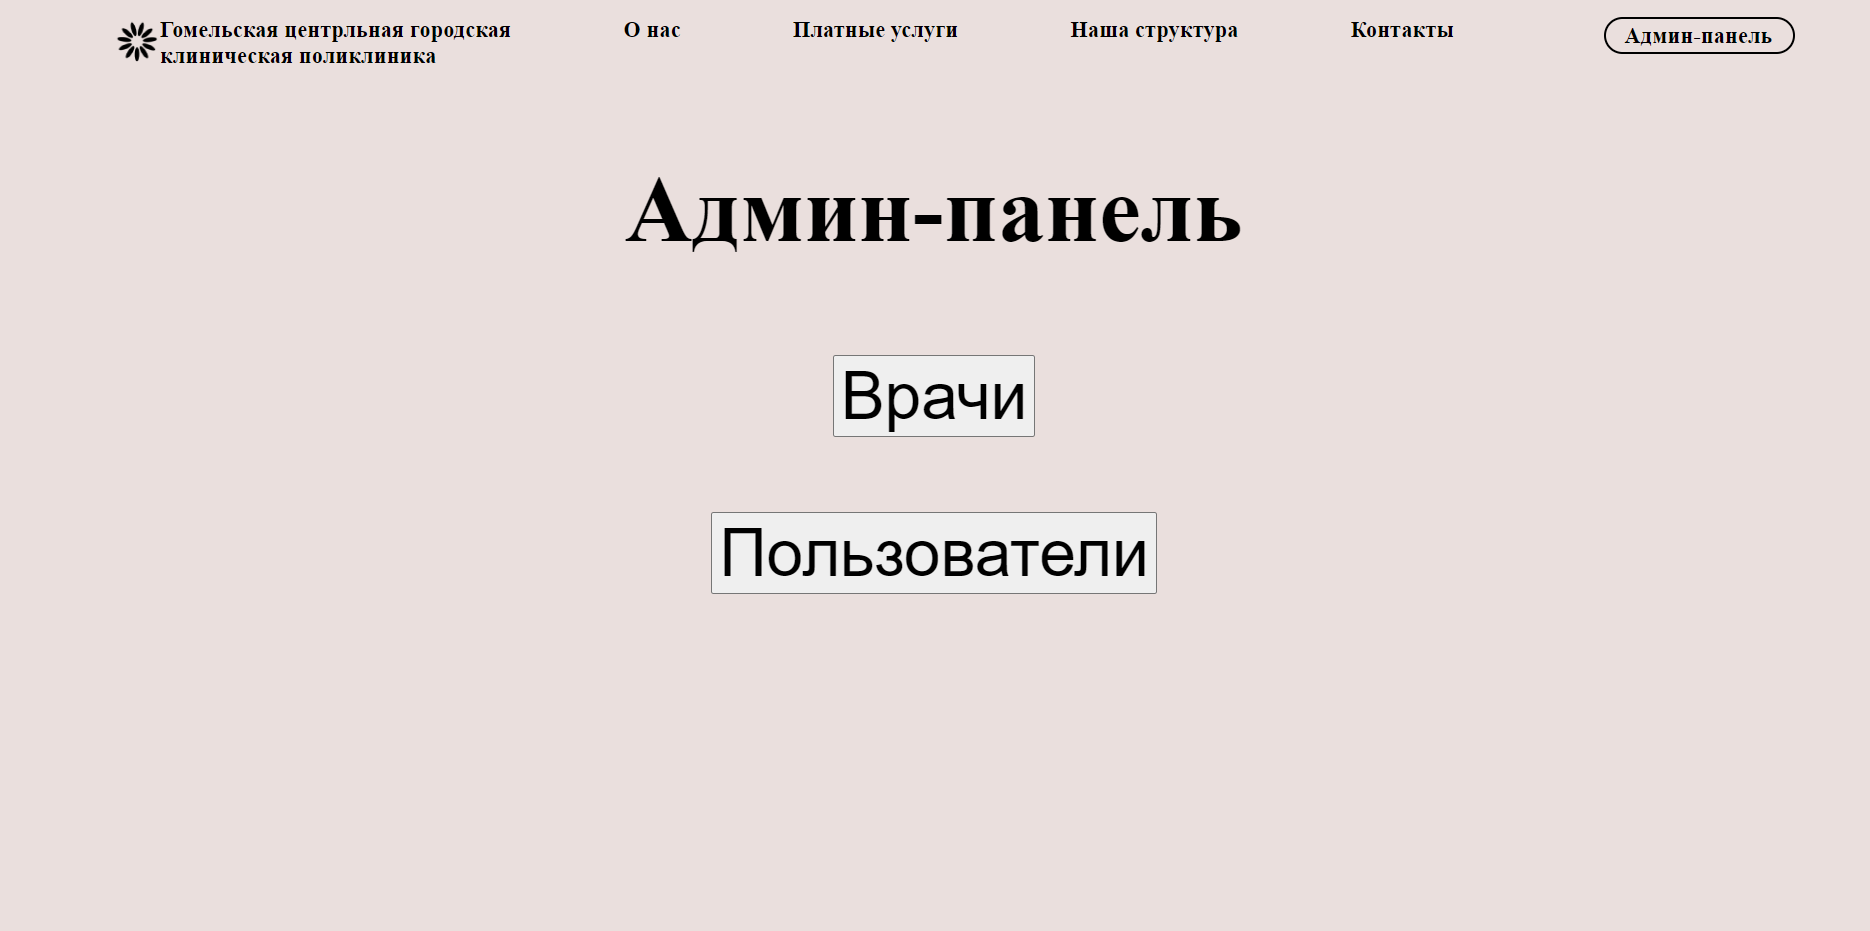 Гомельская центрльная городская
клиническая поликлиника
О нас
Платные услуги
Наша структура
Контакты
Админ-панель
Админ-панель
Врачи
Пользователи